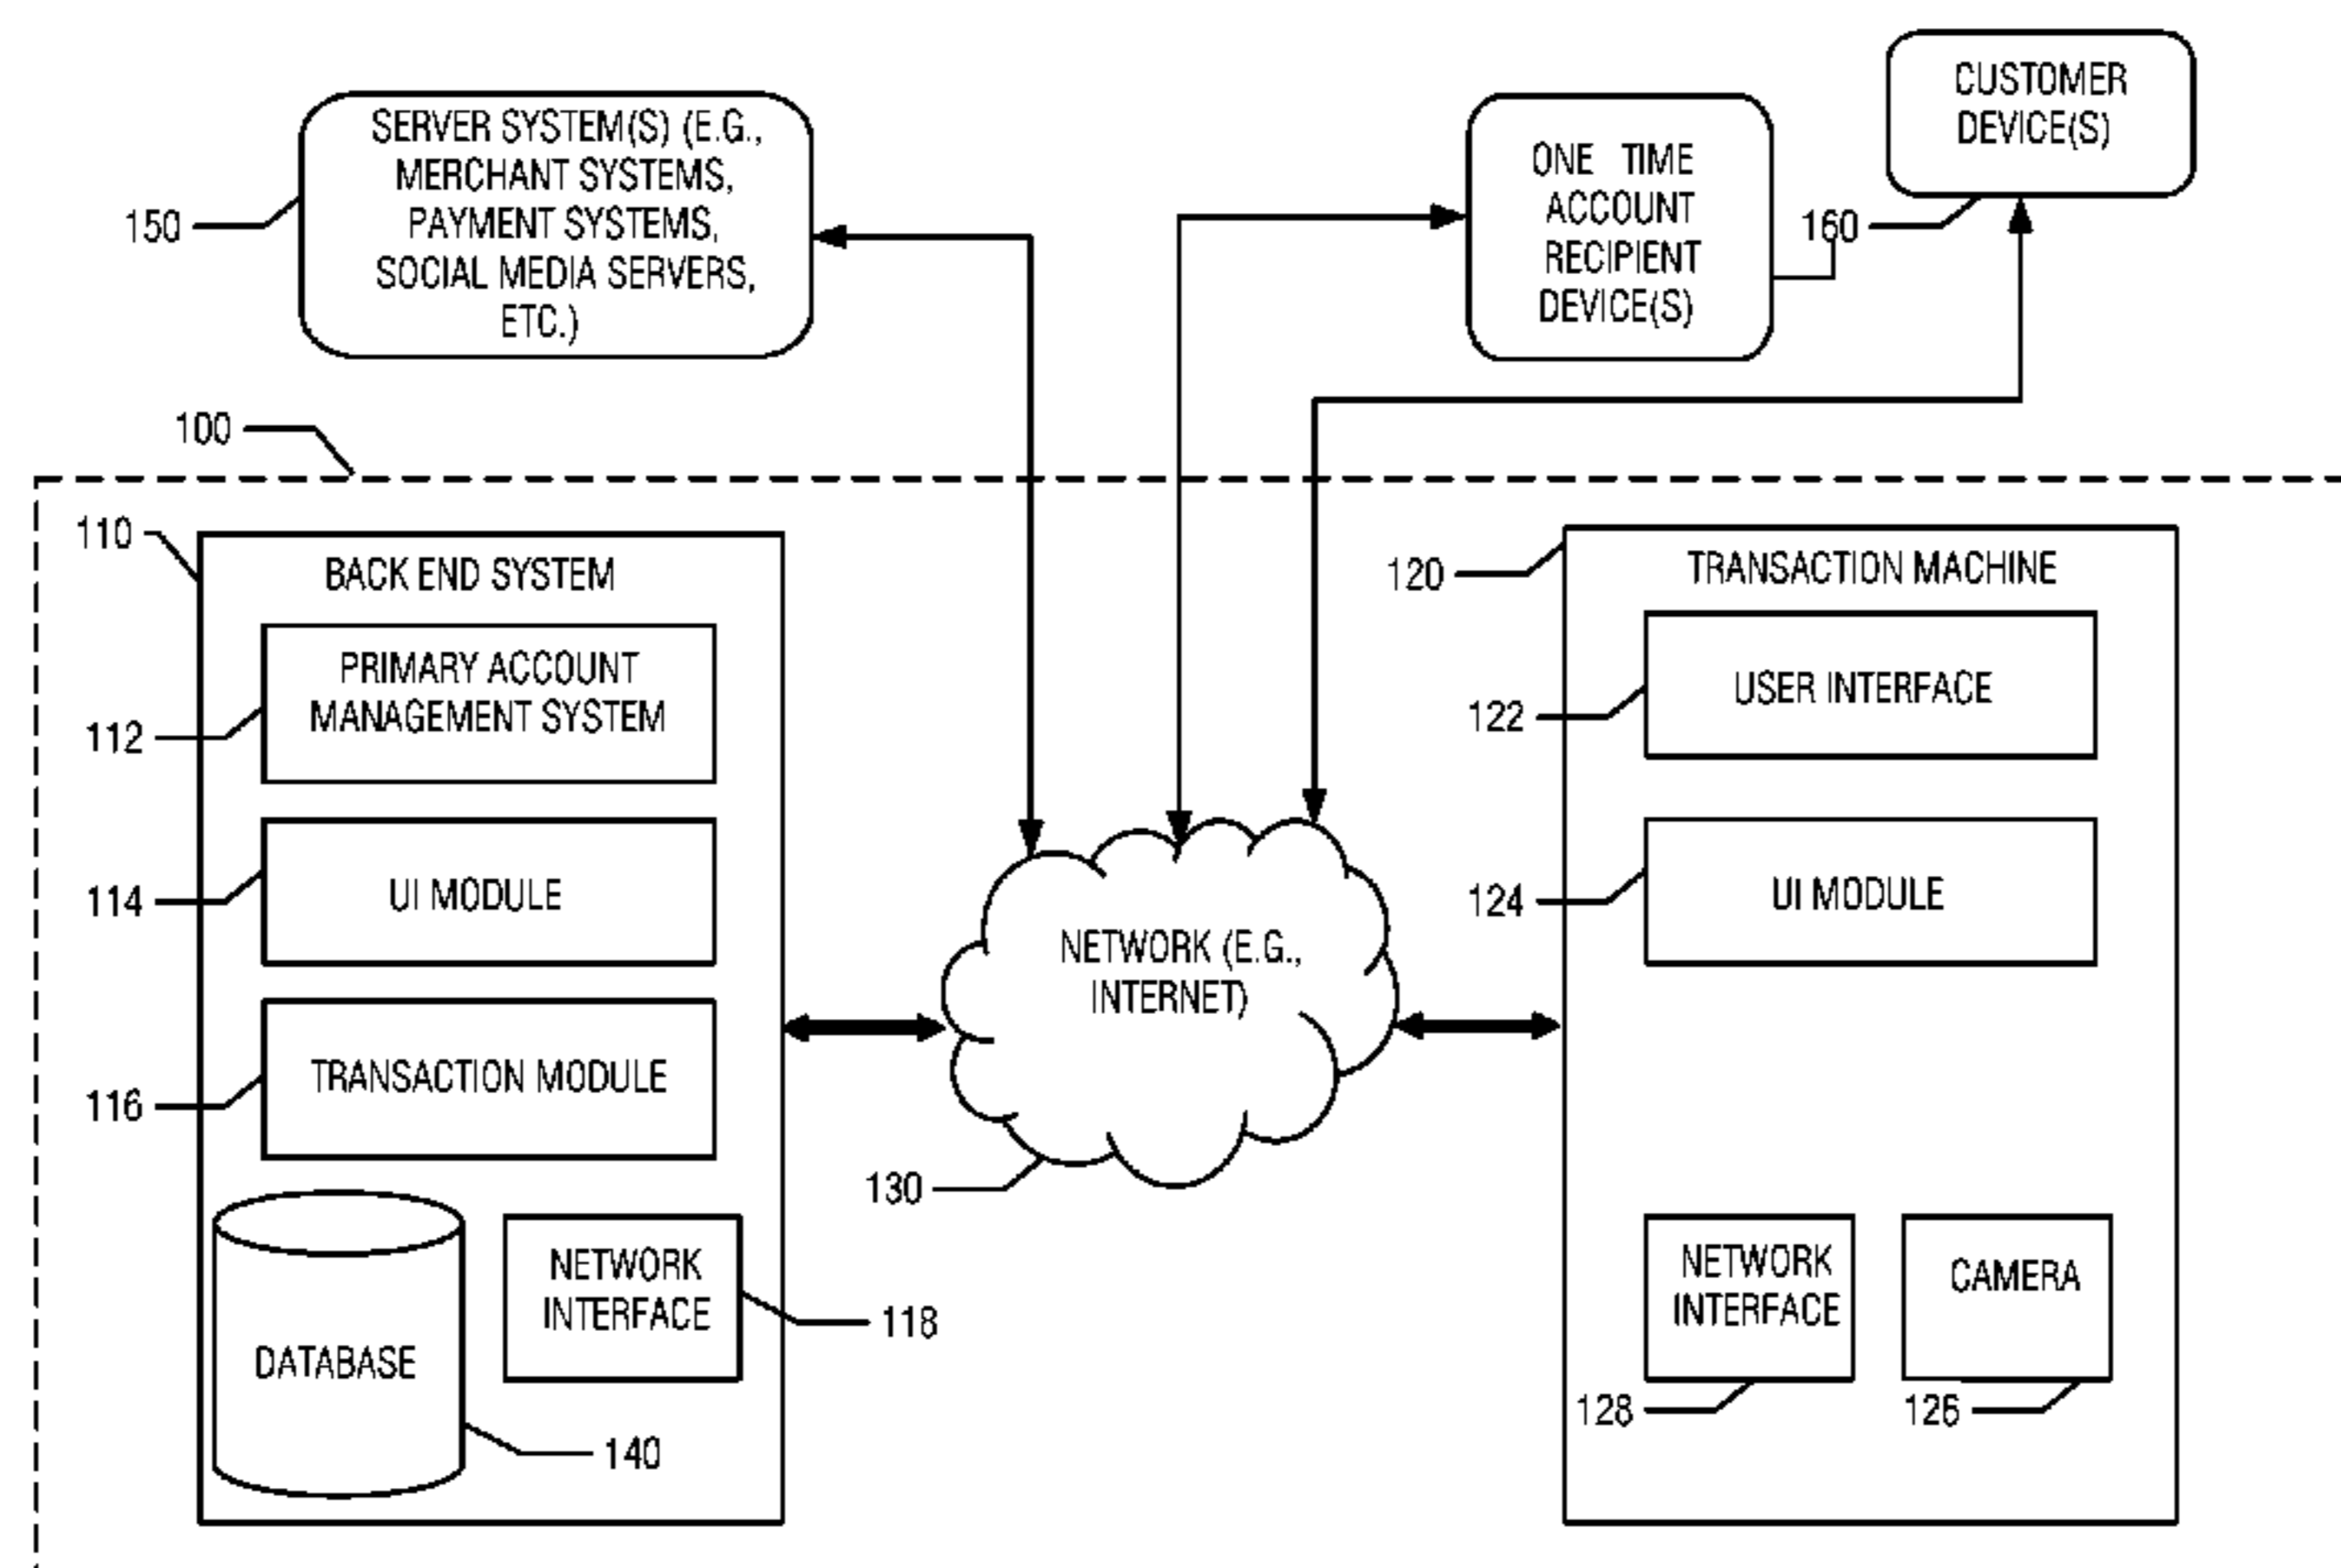 CUSTOMER
DEVICE(S)
SERVER SYSTEM(S) (E.G.,
MERCHANT SYSTEMS,
PAYMENT SYSTEMS,
SOCIAL MEDIA SERVERS,
ETC.)
150
ONE TIME
ACCOUNT
RECIPIENT
DEVICE(S)
160
100
110
BACK END SYSTEM
PRIMARY ACCOUNT
MANAGEMENT SYSTEM
112
UI MODULE
114
TRANSACTION MODULE
116
DATABASE
140
NETWORK
INTERFACE
118
NETWORK (E.G.,
INTERNET)
130
120
TRANSACTION MACHINE
USER INTERFACE
122
UI MODULE
124
NETWORK
INTERFACE
128
CAMERA
126